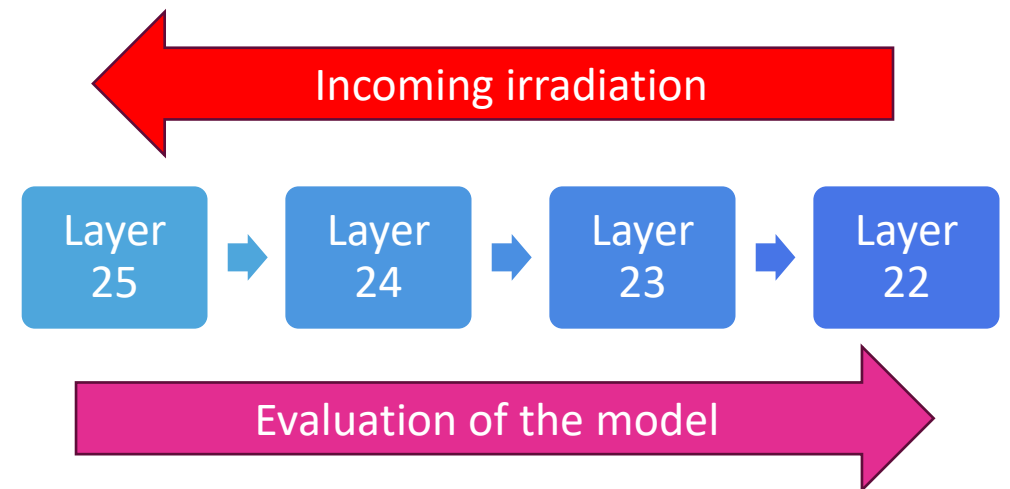 Incoming irradiation
Layer
25
Layer
24
Layer
23
Layer
22
Evaluation of the model